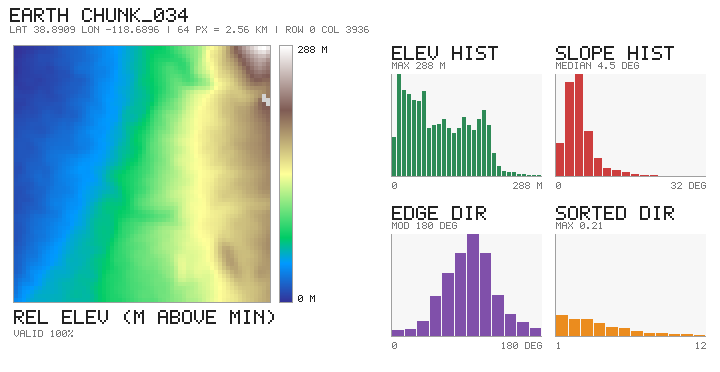 EARTH CHUNK_034
LAT 38.8909 LON -118.6896 | 64 PX = 2.56 KM | ROW 0 COL 3936
288 M
0 M
REL ELEV (M ABOVE MIN)
VALID 100%
ELEV HIST
MAX 288 M
0 288 M
SLOPE HIST
MEDIAN 4.5 DEG
0 32 DEG
EDGE DIR
MOD 180 DEG
0 180 DEG
SORTED DIR
MAX 0.21
1 12